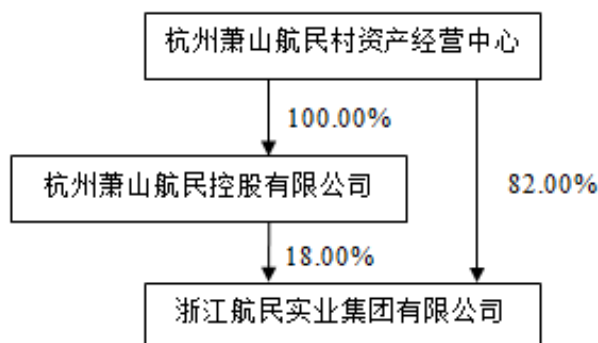 杭州萧山航民村资产经营中心
100.00%
杭州萧山航民控股有限公司
82.00%
18.00%
浙江航民实业集团有限公司